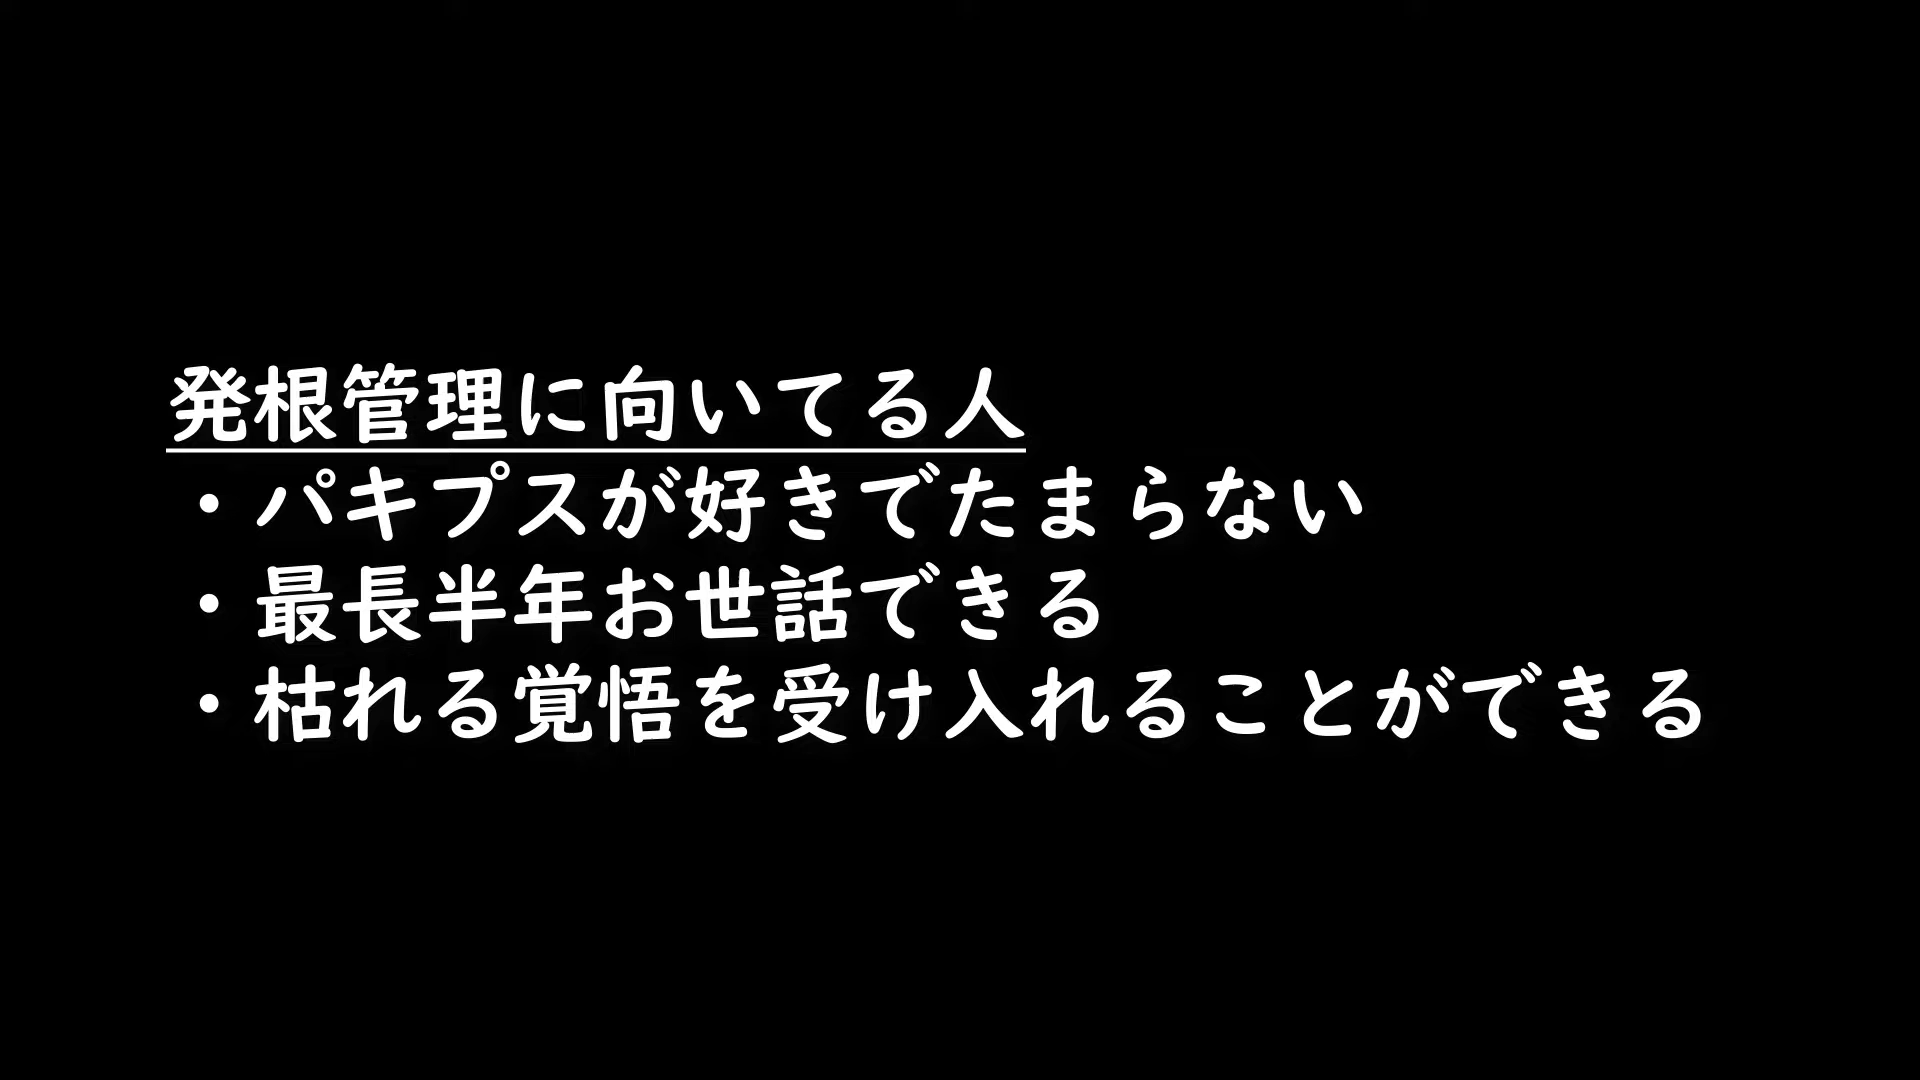 発根管理に向いてる人
・パキプスが好きでたまらない
・最長半年お世話できる
・枯れる覚悟を受け入れることができる